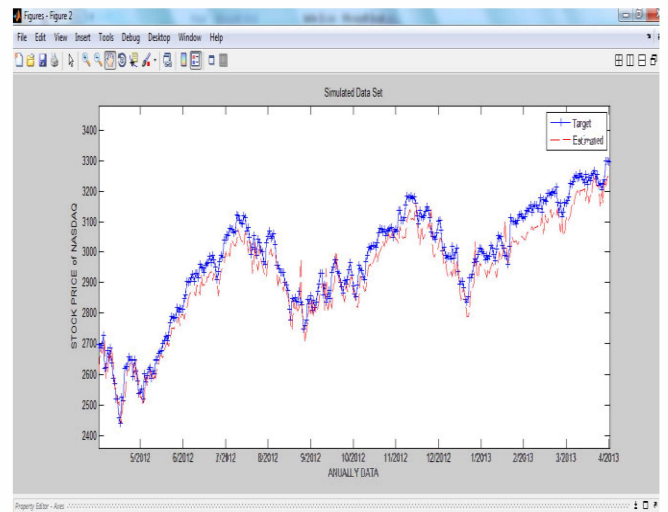 Figures - Figure 2
File Edit View Insert Tools Debug Desktop Window Help
Simulated Data Set
Target
Estimated
STOCK PRICE of NASDAQ
3400
3300
3200
3100
3000
2900
2800
2700
2600
2500
2400
5/2012 6/2012 7/2012 8/2012 9/2012 10/2012 11/2012 12/2012 1/2013 2/2013 3/2013 4/2013
ANUALLY DATA
Property Editor - Axes